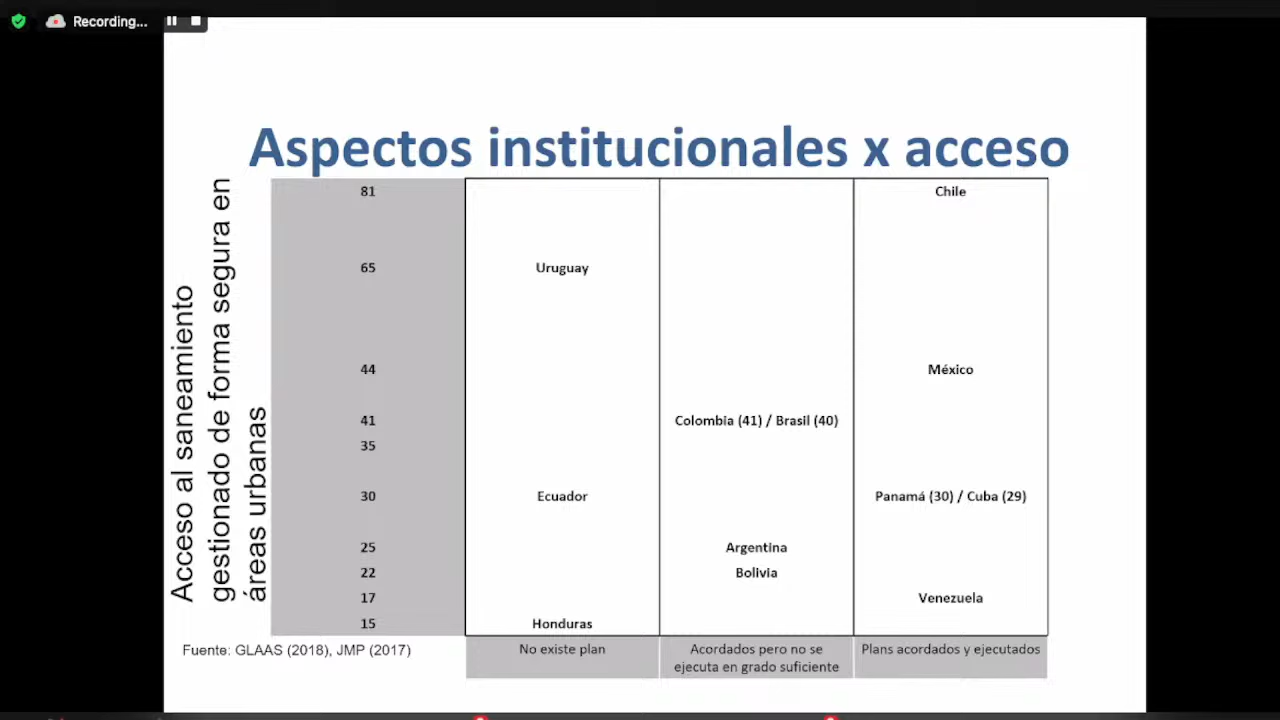 Recording...
Aspectos institucionales x acceso
Acceso al saneamiento
gestionado de forma segura en
áreas urbanas
81 Chile
65 Uruguay
44 México
41 Colombia (41) / Brasil (40)
35
30 Ecuador Panamá (30) / Cuba (29)
25 Argentina
22 Bolivia
17 Venezuela
15 Honduras
Fuente: GLAAS (2018), JMP (2017)
No existe plan
Acordados pero no se
ejecuta en grado suficiente
Plans acordados y ejecutados